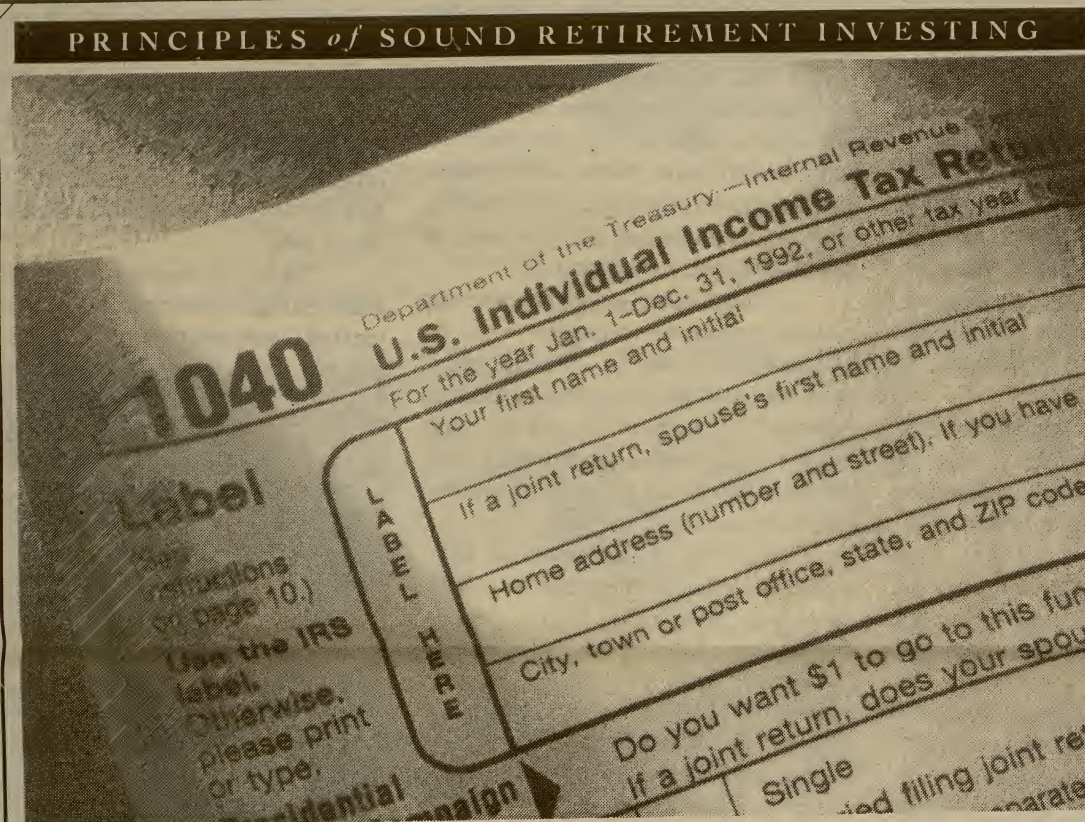 PRINCIPLES of SOUND RETIREMENT INVESTING
Department of the Treasury—Internal Revenue
1040
U.S. Individual Income Tax Return
For the year Jan. 1–Dec. 31, 1992, or other tax year
Label
instructions
on page 10.)
Use the IRS
label.
Otherwise,
please print
or type.
LABEL HERE
Your first name and initial
If a joint return, spouse's first name and initial
Home address (number and street). If you have
City, town or post office, state, and ZIP code
Do you want $1 to go to this
If a joint return, does your
Single
filing joint